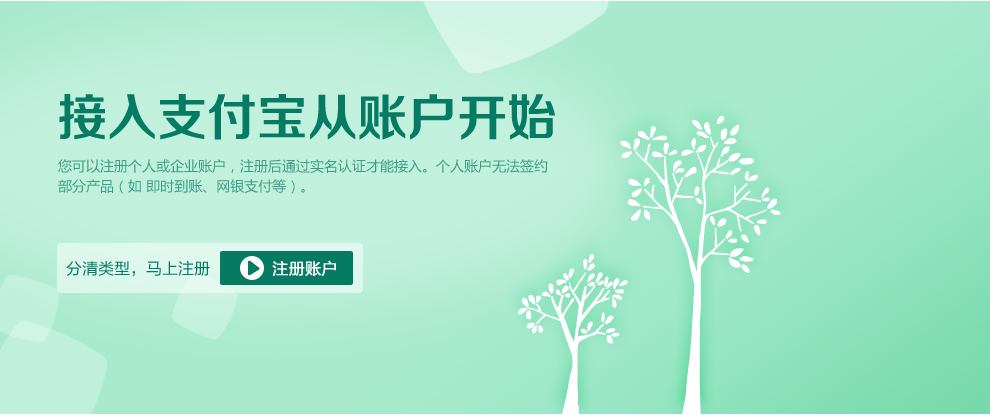 接入支付宝从账户开始
您可以注册个人或企业账户，注册后通过实名认证才能接入。个人账户无法签约
部分产品（如 即时到账、网银支付等）。
分清类型，马上注册 注册账户